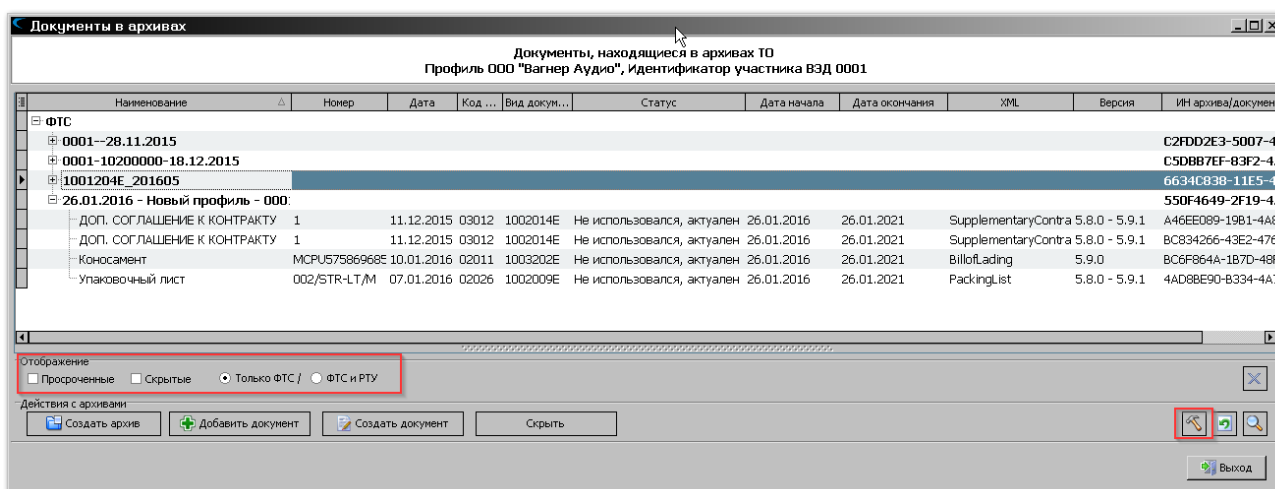 Документы в архивах
Документы, находящиеся в архивах ТО
Профиль ООО "Вагнер Аудио", Идентификатор участника ВЭД 0001
Наименование Номер Дата Код ... Вид докум... Статус Дата начала Дата окончания XML Версия ИН архива/докумен
ФТС
0001--28.11.2015 C2FDD2E3-5007-4
0001-10200000-18.12.2015 C5DBB7EF-83F2-4
1001204E_201605 6634C838-11E5-4
26.01.2016 - Новый профиль - 000 550F4649-2F19-4
ДОП. СОГЛАШЕНИЕ К КОНТРАКТУ 1 11.12.2015 03012 1002014E Не использовался, актуален 26.01.2016 26.01.2021 SupplementaryContra 5.8.0 - 5.9.1 A46EE089-19B1-4A8
ДОП. СОГЛАШЕНИЕ К КОНТРАКТУ 1 11.12.2015 03012 1002014E Не использовался, актуален 26.01.2016 26.01.2021 SupplementaryContra 5.8.0 - 5.9.1 BC834266-43E2-476
Коносамент MCPU575869685 10.01.2016 02011 1003202E Не использовался, актуален 26.01.2016 26.01.2021 BillofLading 5.9.0 BC6F864A-1B7D-48F
Упаковочный лист 002/STR-LT/M 07.01.2016 02026 1002009E Не использовался, актуален 26.01.2016 26.01.2021 PackingList 5.8.0 - 5.9.1 4AD8BE90-B334-4A
Отображение
Просроченные Скрытые Только ФТС / ФТС и РТУ
Действия с архивами
Создать архив Добавить документ Создать документ Скрыть
Выход